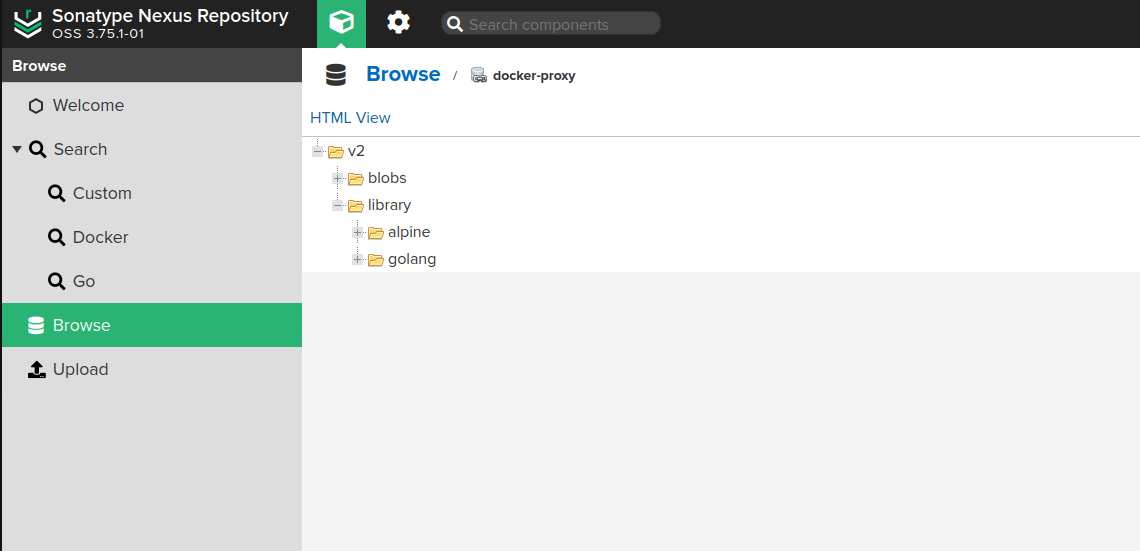 Sonatype Nexus Repository
OSS 3.75.1-01
Search components
Browse
Welcome
Search
Custom
Docker
Go
Browse
Upload
Browse / docker-proxy
HTML View
v2
blobs
library
alpine
golang